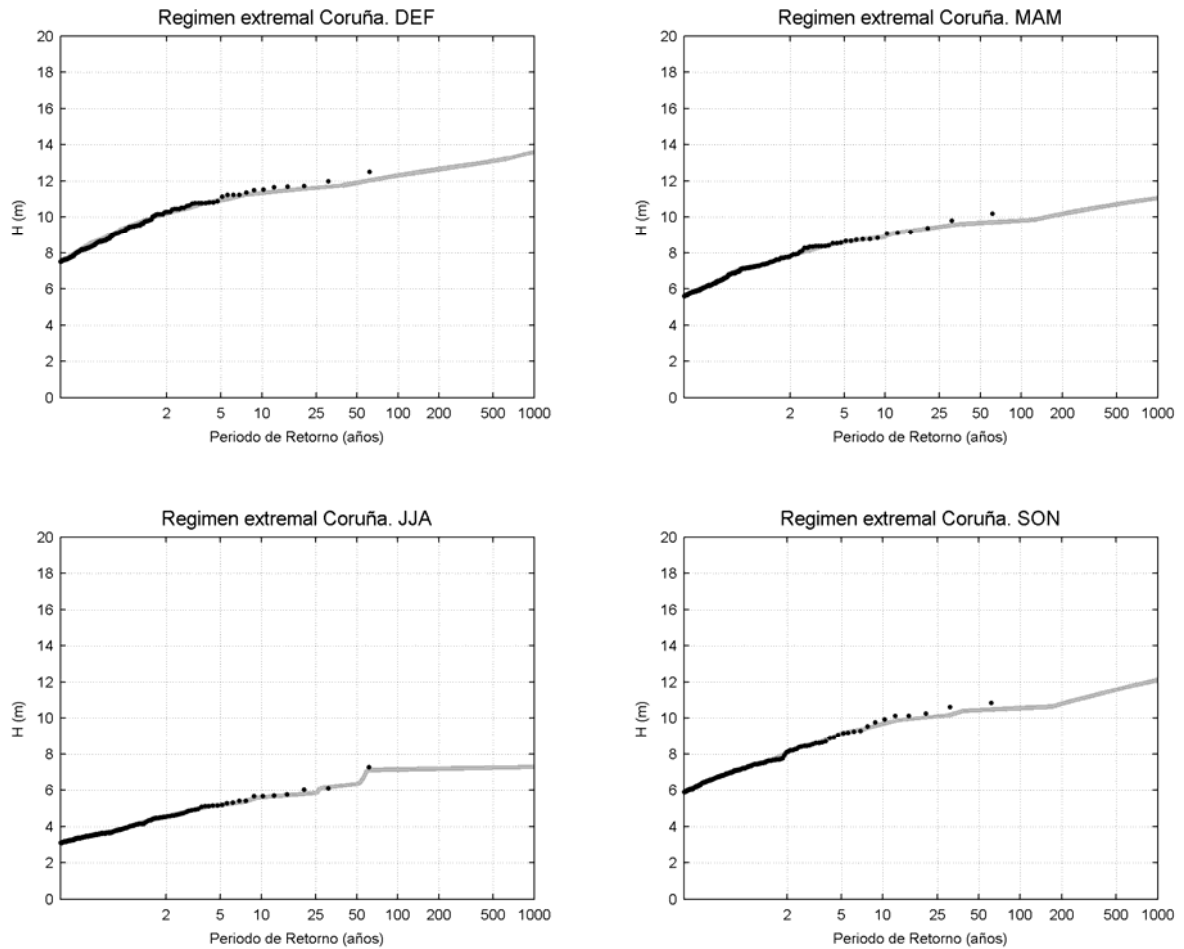 Regimen extremal Coruña. DEF
20
18
16
14
12
10
8
6
4
2
0
H (m)
2 5 10 25 50 100 200 500 1000
Periodo de Retorno (años)
Regimen extremal Coruña. MAM
20
18
16
14
12
10
8
6
4
2
0
H (m)
2 5 10 25 50 100 200 500 1000
Periodo de Retorno (años)
Regimen extremal Coruña. JJA
20
18
16
14
12
10
8
6
4
2
0
H (m)
2 5 10 25 50 100 200 500 1000
Periodo de Retorno (años)
Regimen extremal Coruña. SON
20
18
16
14
12
10
8
6
4
2
0
H (m)
2 5 10 25 50 100 200 500 1000
Periodo de Retorno (años)